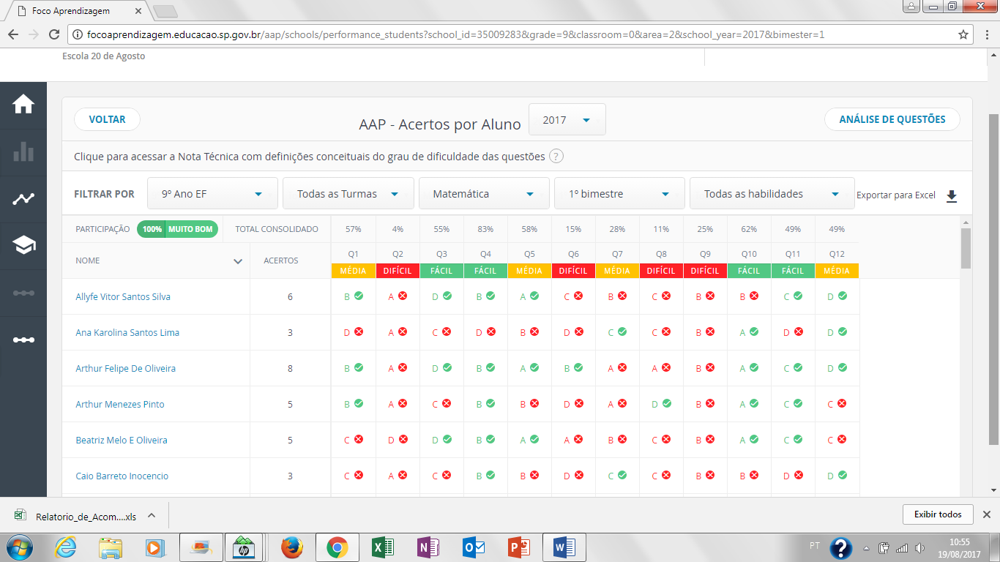 Foco Aprendizagem
focoaprendizagem.educacao.sp.gov.br/aap/schools/performance_students?school_id=35009283&grade=9&classroom=0&area=2&school_year=2017&bimester=1
Escola 20 de Agosto
VOLTAR AAP - Acertos por Aluno 2017 ANÁLISE DE QUESTÕES
Clique para acessar a Nota Técnica com definições conceituais do grau de dificuldade das questões ?
FILTRAR POR 9º Ano EF Todas as Turmas Matemática 1º bimestre Todas as habilidades Exportar para Excel
PARTICIPAÇÃO 100% MUITO BOM TOTAL CONSOLIDADO 57% 4% 55% 83% 58% 15% 28% 11% 25% 62% 49% 49%
NOME ACERTOS Q1 Q2 Q3 Q4 Q5 Q6 Q7 Q8 Q9 Q10 Q11 Q12
MÉDIA DIFÍCIL FÁCIL FÁCIL MÉDIA DIFÍCIL MÉDIA DIFÍCIL DIFÍCIL FÁCIL FÁCIL MÉDIA
Allyfe Vitor Santos Silva 6 B A D B A C B C B B C D
Ana Karolina Santos Lima 3 D A C D B D C C B A D D
Arthur Felipe De Oliveira 8 B A D B A B A A B A C D
Arthur Menezes Pinto 5 B A C B B D A D B A C C
Beatriz Melo E Oliveira 5 C D D B A A B C B A C C
Caio Barreto Inocencio 3 C A C B B D C C B B D D
Relatorio_de_Acom....xls Exibir todos
PT 10:55
19/08/2017